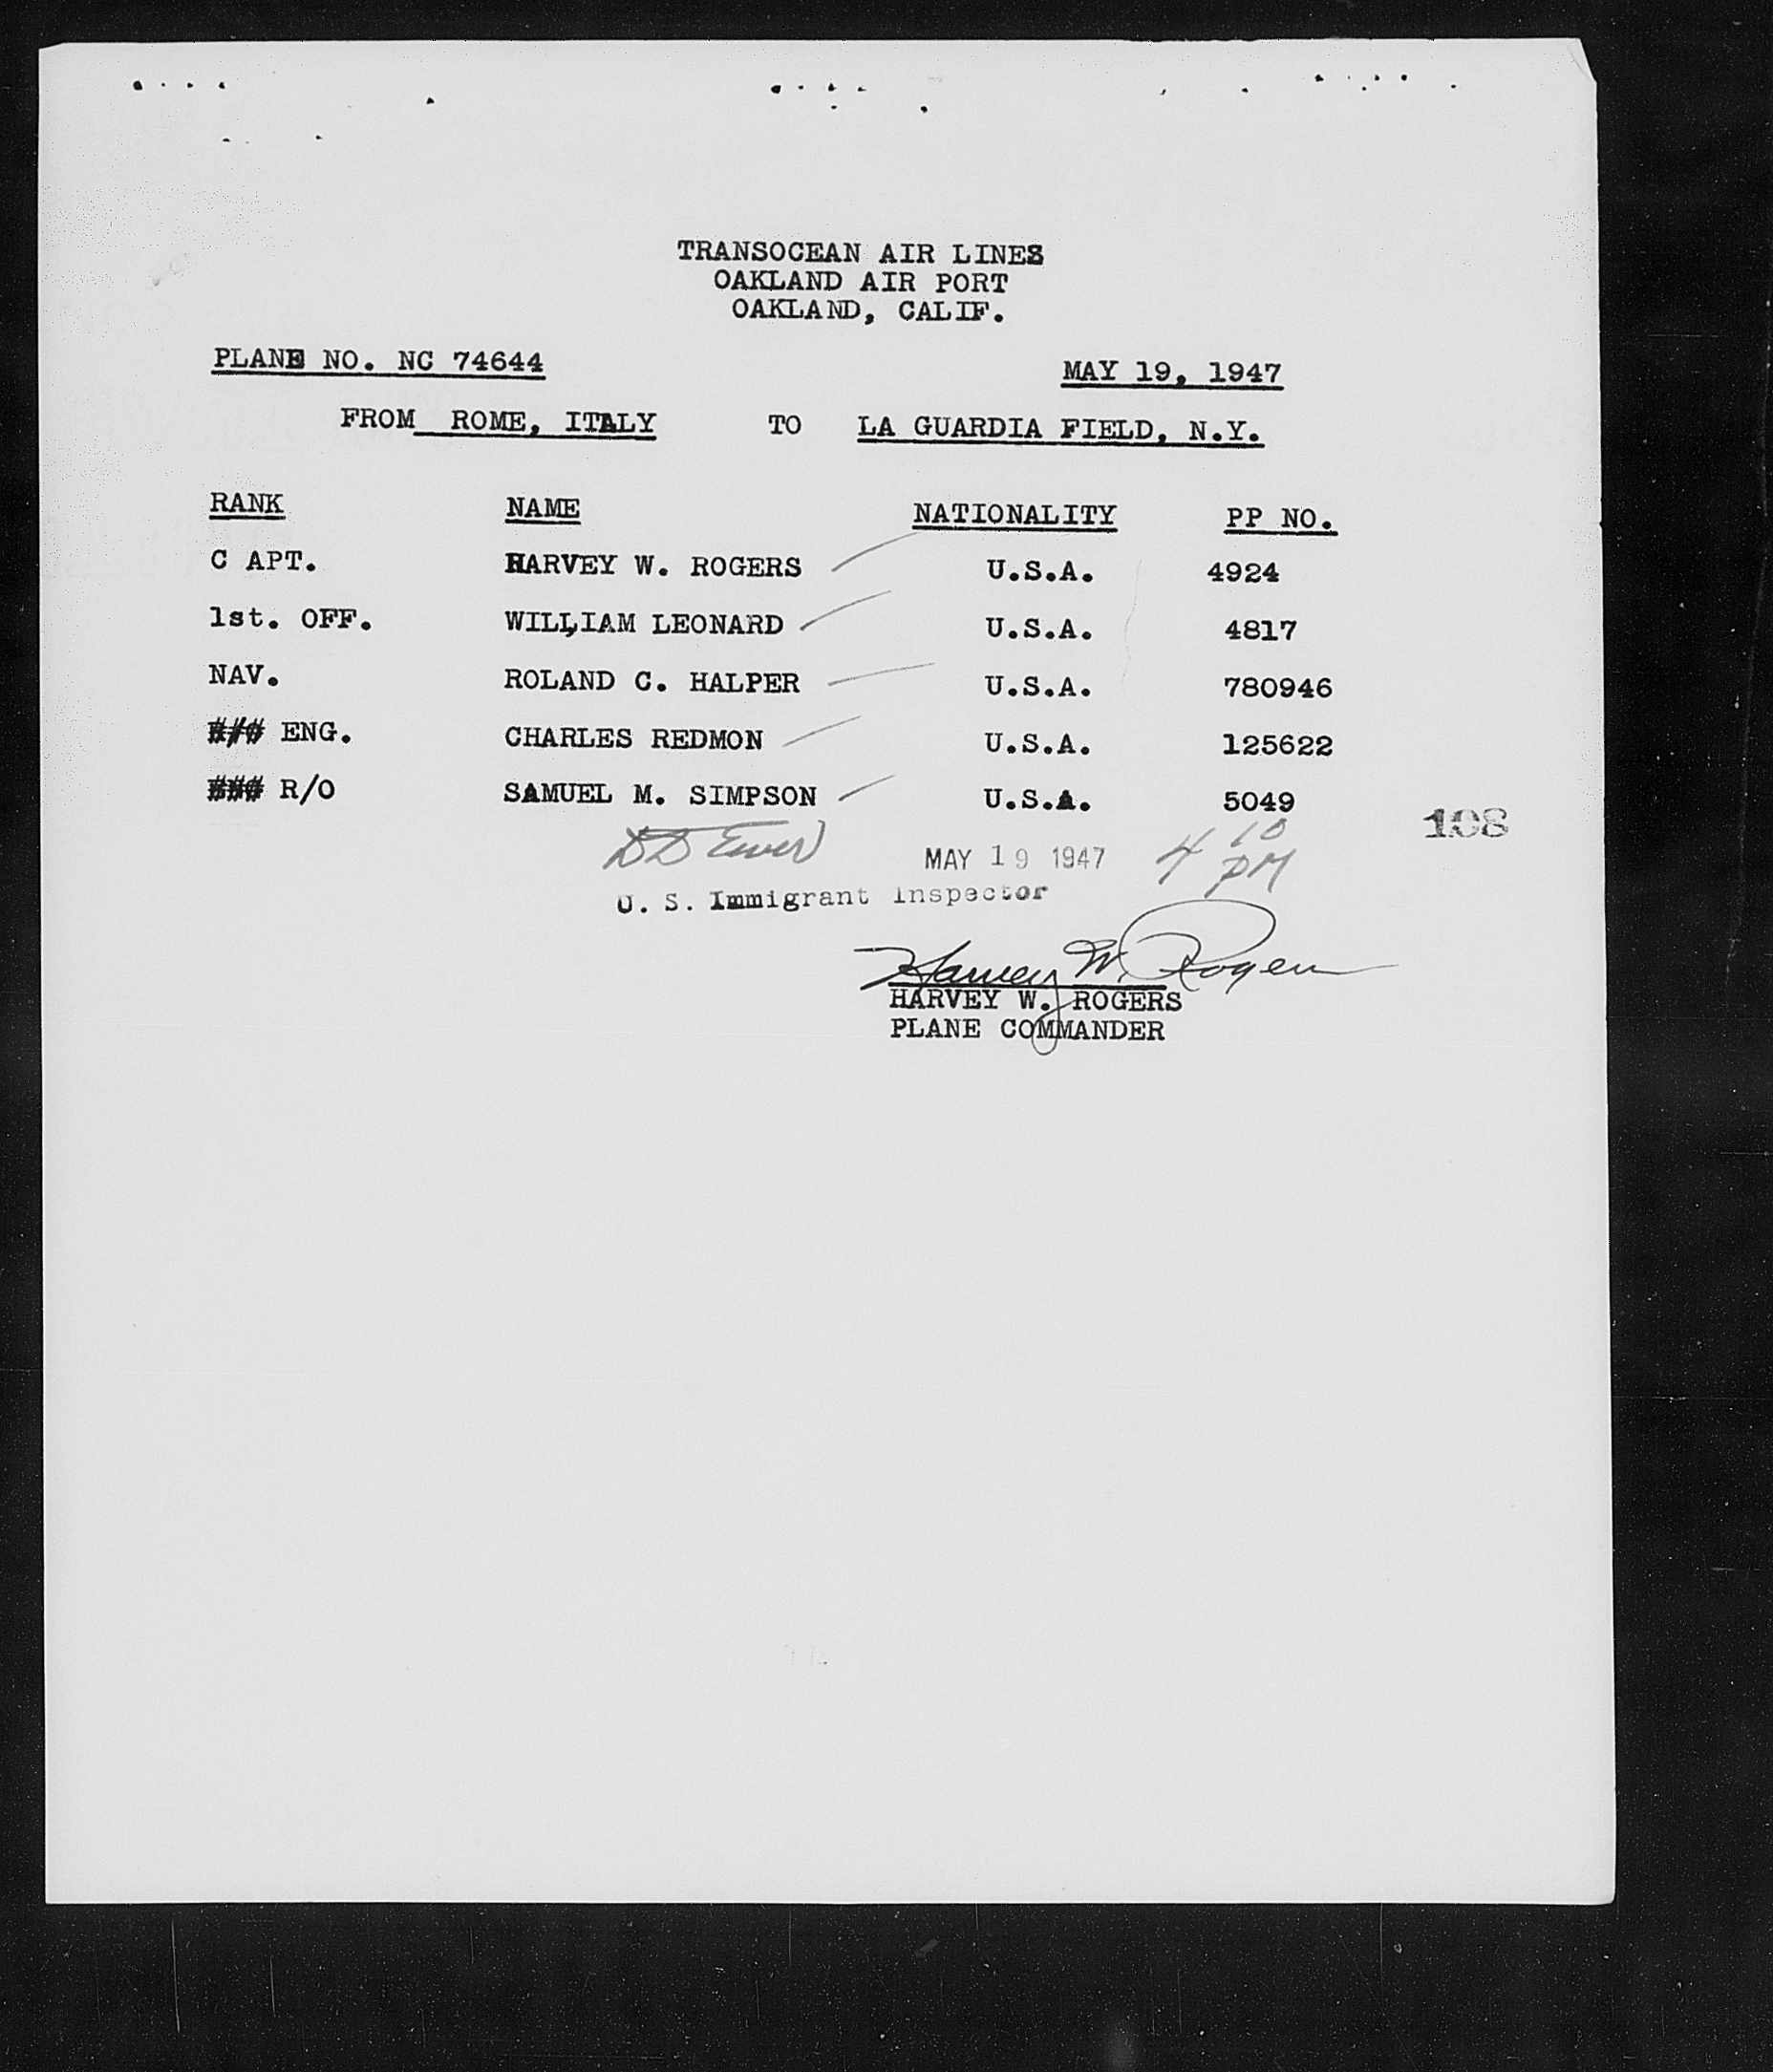 TRANSOCEAN AIR LINES
OAKLAND AIR PORT
OAKLAND, CALIF.
PLANE NO. NC 74644 MAY 19, 1947
FROM ROME, ITALY TO LA GUARDIA FIELD, N.Y.
RANK NAME NATIONALITY PP NO.
C APT. HARVEY W. ROGERS U.S.A. 4924
1st. OFF. WILLIAM LEONARD U.S.A. 4817
NAV. ROLAND C. HALPER U.S.A. 780946
### ENG. CHARLES REDMON U.S.A. 125622
### R/O SAMUEL M. SIMPSON U.S.A. 5049
198
MAY 19 1947 4 10 PM
U. S. Immigrant Inspector
Harvey W. Rogers
HARVEY W. ROGERS
PLANE COMMANDER